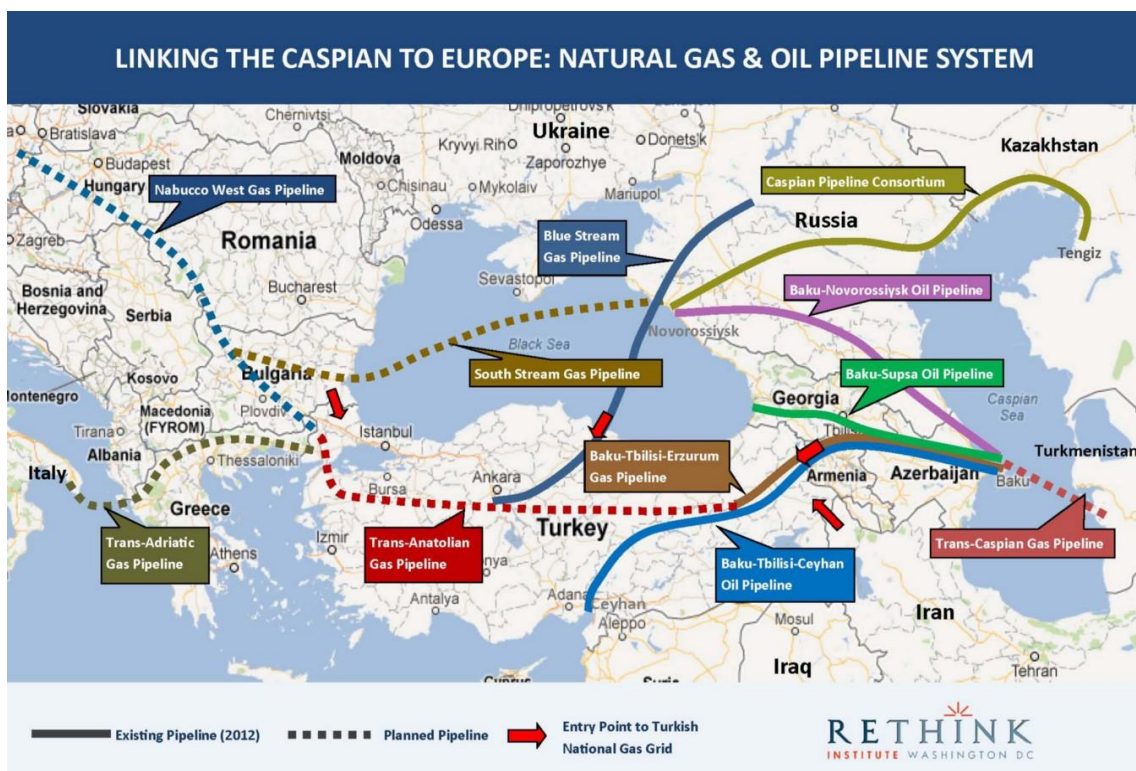 LINKING THE CASPIAN TO EUROPE: NATURAL GAS & OIL PIPELINE SYSTEM
Slovakia
Chernivtsi
Ukraine
Donets'k
Kazakhstan
Bratislava
Kryvyi Rih
Zaporozhye
Budapest
Moldova
Mariupol
Caspian Pipeline Consortium
Hungary
Nabucco West Gas Pipeline
Chisinau
Mykolaiv
Odessa
Russia
Zagreb
Romania
Blue Stream
Gas Pipeline
Tengiz
Sevastopol
Bosnia and
Herzegovina
Bucharest
Baku-Novorossiysk Oil Pipeline
Serbia
Novorossiysk
Black Sea
Bulgaria
South Stream Gas Pipeline
Baku-Supsa Oil Pipeline
Kosovo
Georgia
Caspian
Sea
Plovdiv
Macedonia
(FYROM)
Tirana
Istanbul
Albania
Turkmenistan
Italy
Thessaloniki
Ankara
Baku-Tbilisi-Erzurum
Gas Pipeline
Armenia
Azerbaijan
Baku
Bursa
Greece
Turkey
Trans-Adriatic
Gas Pipeline
Izmir
Trans-Anatolian
Gas Pipeline
Trans-Caspian Gas Pipeline
Athens
Baku-Tbilisi-Ceyhan
Oil Pipeline
Antalya
Adana
Ceyhan
Aleppo
Mosul
Iran
Iraq
Tehran
Existing Pipeline (2012)
Planned Pipeline
Entry Point to Turkish
National Gas Grid
RETHINK
INSTITUTE WASHINGTON DC